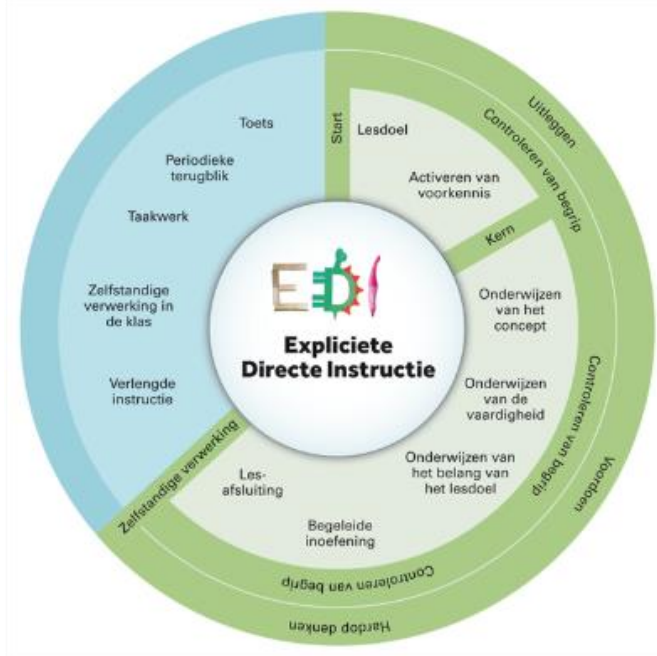 Uitleggen
Controleren van begrip
Start
Lesdoel
Activeren van
voorkennis
Kern
Onderwijzen
van het
concept
Onderwijzen
van de
vaardigheid
Onderwijzen van
het belang van
het lesdoel
Controleren van begrip
Voordoen
Begeleide
inoefening
Les-
afsluiting
Controleren van begrip
Hardop denken
Zelfstandige verwerking
Verlengde
instructie
Zelfstandige
verwerking in
de klas
Taakwerk
Periodieke
terugblik
Toets
EDI
Expliciete
Directe Instructie